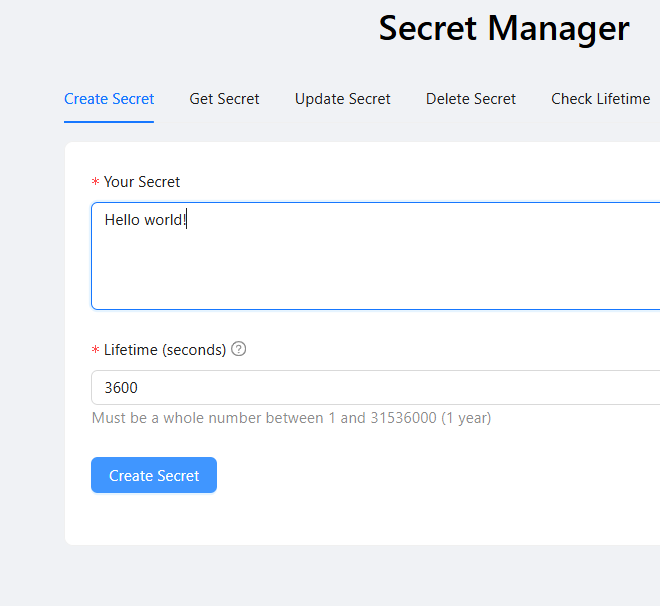 Secret Manager
Create Secret Get Secret Update Secret Delete Secret Check Lifetime
* Your Secret
Hello world!
* Lifetime (seconds) ?
3600
Must be a whole number between 1 and 31536000 (1 year)
Create Secret